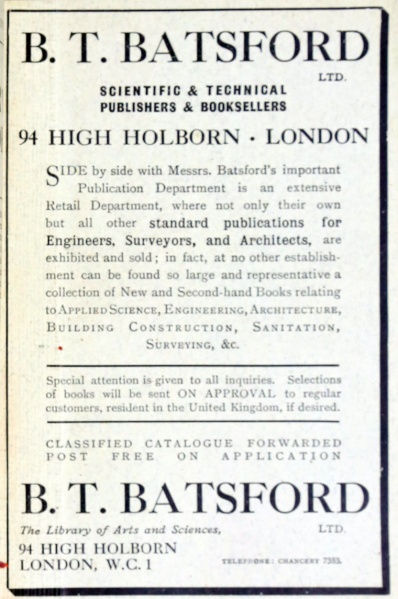 B. T. BATSFORD
LTD.
SCIENTIFIC & TECHNICAL
PUBLISHERS & BOOKSELLERS
94 HIGH HOLBORN · LONDON
SIDE by side with Messrs. Batsford's important
Publication Department is an extensive
Retail Department, where not only their own
but all other standard publications for
Engineers, Surveyors, and Architects, are
exhibited and sold; in fact, at no other establish-
ment can be found so large and representative a
collection of New and Second-hand Books relating
to APPLIED SCIENCE, ENGINEERING, ARCHITECTURE,
BUILDING CONSTRUCTION, SANITATION,
SURVEYING, &c.
Special attention is given to all inquiries. Selections
of books will be sent ON APPROVAL to regular
customers, resident in the United Kingdom, if desired.
CLASSIFIED CATALOGUE FORWARDED
POST FREE ON APPLICATION
B. T. BATSFORD
The Library of Arts and Sciences, LTD.
94 HIGH HOLBORN
LONDON, W.C. 1 TELEPHONE: CHANCERY